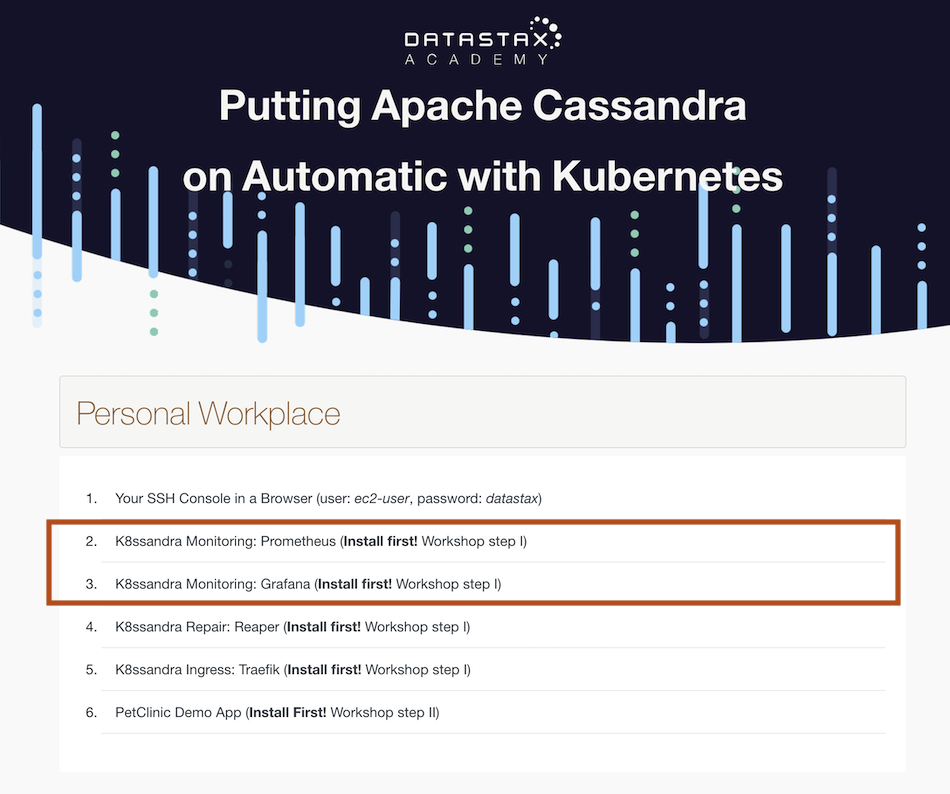 DATASTAX
ACADEMY
Putting Apache Cassandra
on Automatic with Kubernetes
Personal Workplace
1. Your SSH Console in a Browser (user: ec2-user, password: datastax)
2. K8ssandra Monitoring: Prometheus (Install first! Workshop step I)
3. K8ssandra Monitoring: Grafana (Install first! Workshop step I)
4. K8ssandra Repair: Reaper (Install first! Workshop step I)
5. K8ssandra Ingress: Traefik (Install first! Workshop step I)
6. PetClinic Demo App (Install First! Workshop step II)